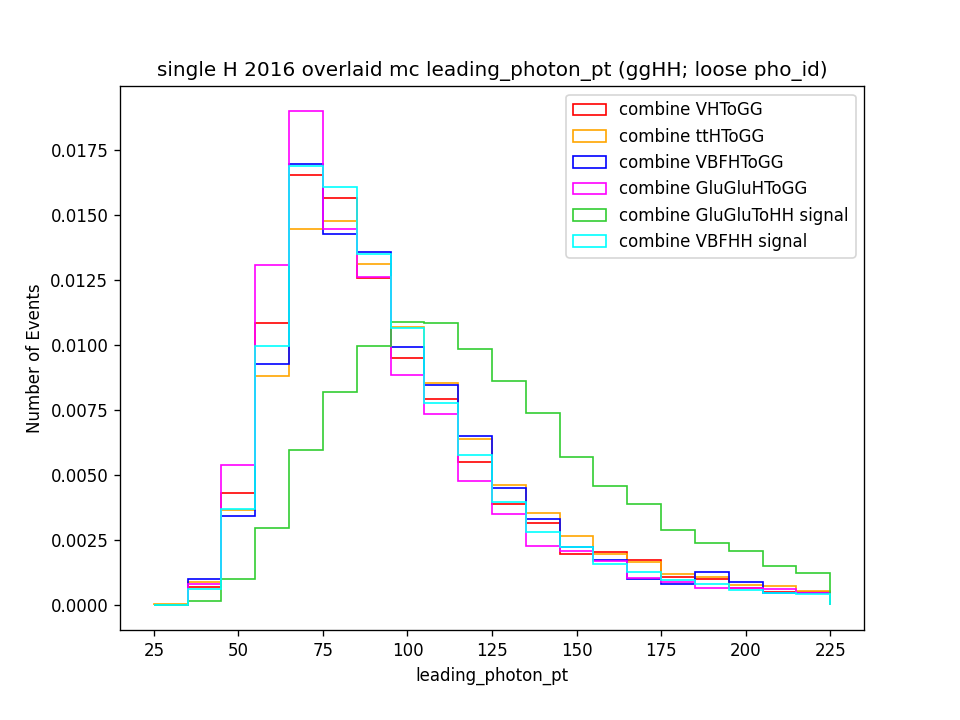 single H 2016 overlaid mc leading_photon_pt (ggHH; loose pho_id)
combine VHToGG
combine ttHToGG
combine VBFHToGG
combine GluGluHToGG
combine GluGluToHH signal
combine VBFHH signal
Number of Events
0.0175
0.0150
0.0125
0.0100
0.0075
0.0050
0.0025
0.0000
25 50 75 100 125 150 175 200 225
leading_photon_pt